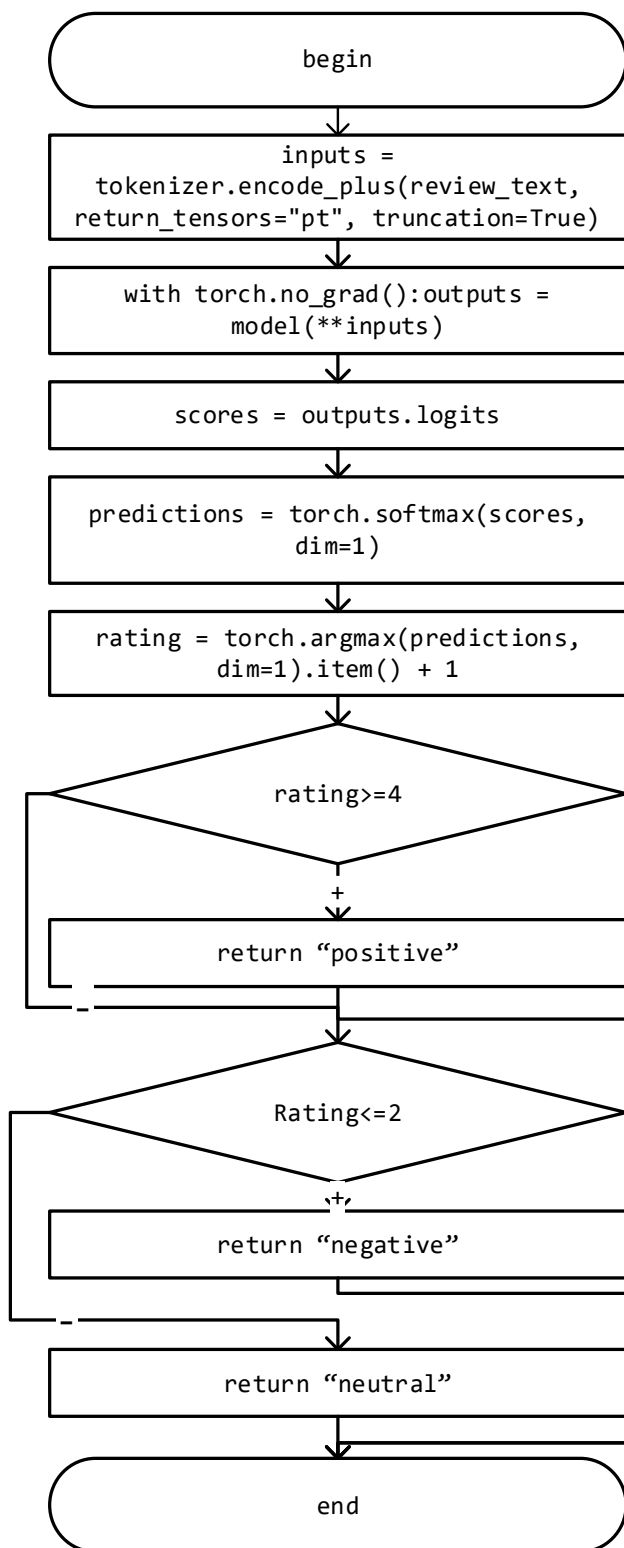 begin
inputs =
tokenizer.encode_plus(review_text,
return_tensors="pt", truncation=True)
with torch.no_grad():outputs =
model(**inputs)
scores = outputs.logits
predictions = torch.softmax(scores,
dim=1)
rating = torch.argmax(predictions,
dim=1).item() + 1
rating>=4
+
return “positive”
-
Rating<=2
+
return “negative”
-
return “neutral”
end